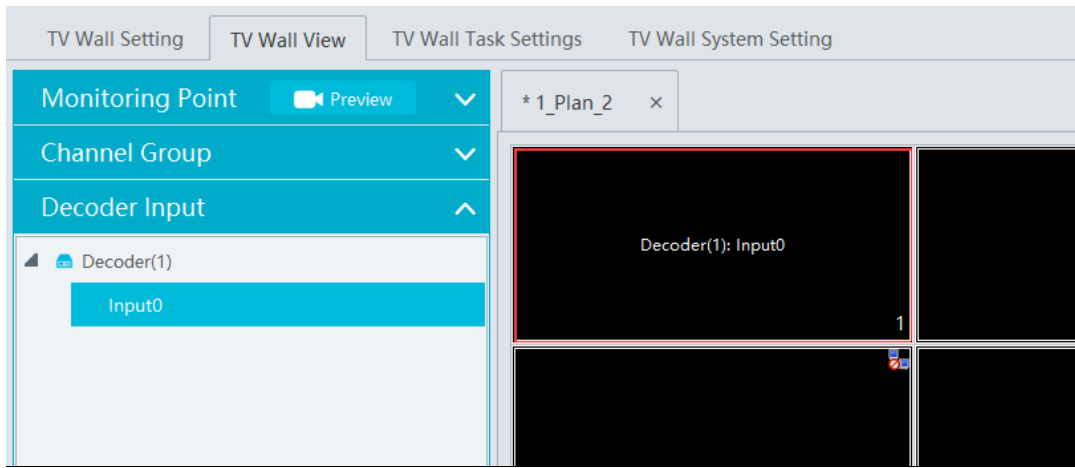 TV Wall Setting
TV Wall View
TV Wall Task Settings
TV Wall System Setting
Monitoring Point
Preview
Channel Group
Decoder Input
Decoder(1)
Input0
* 1_Plan_2 ×
Decoder(1): Input0
1